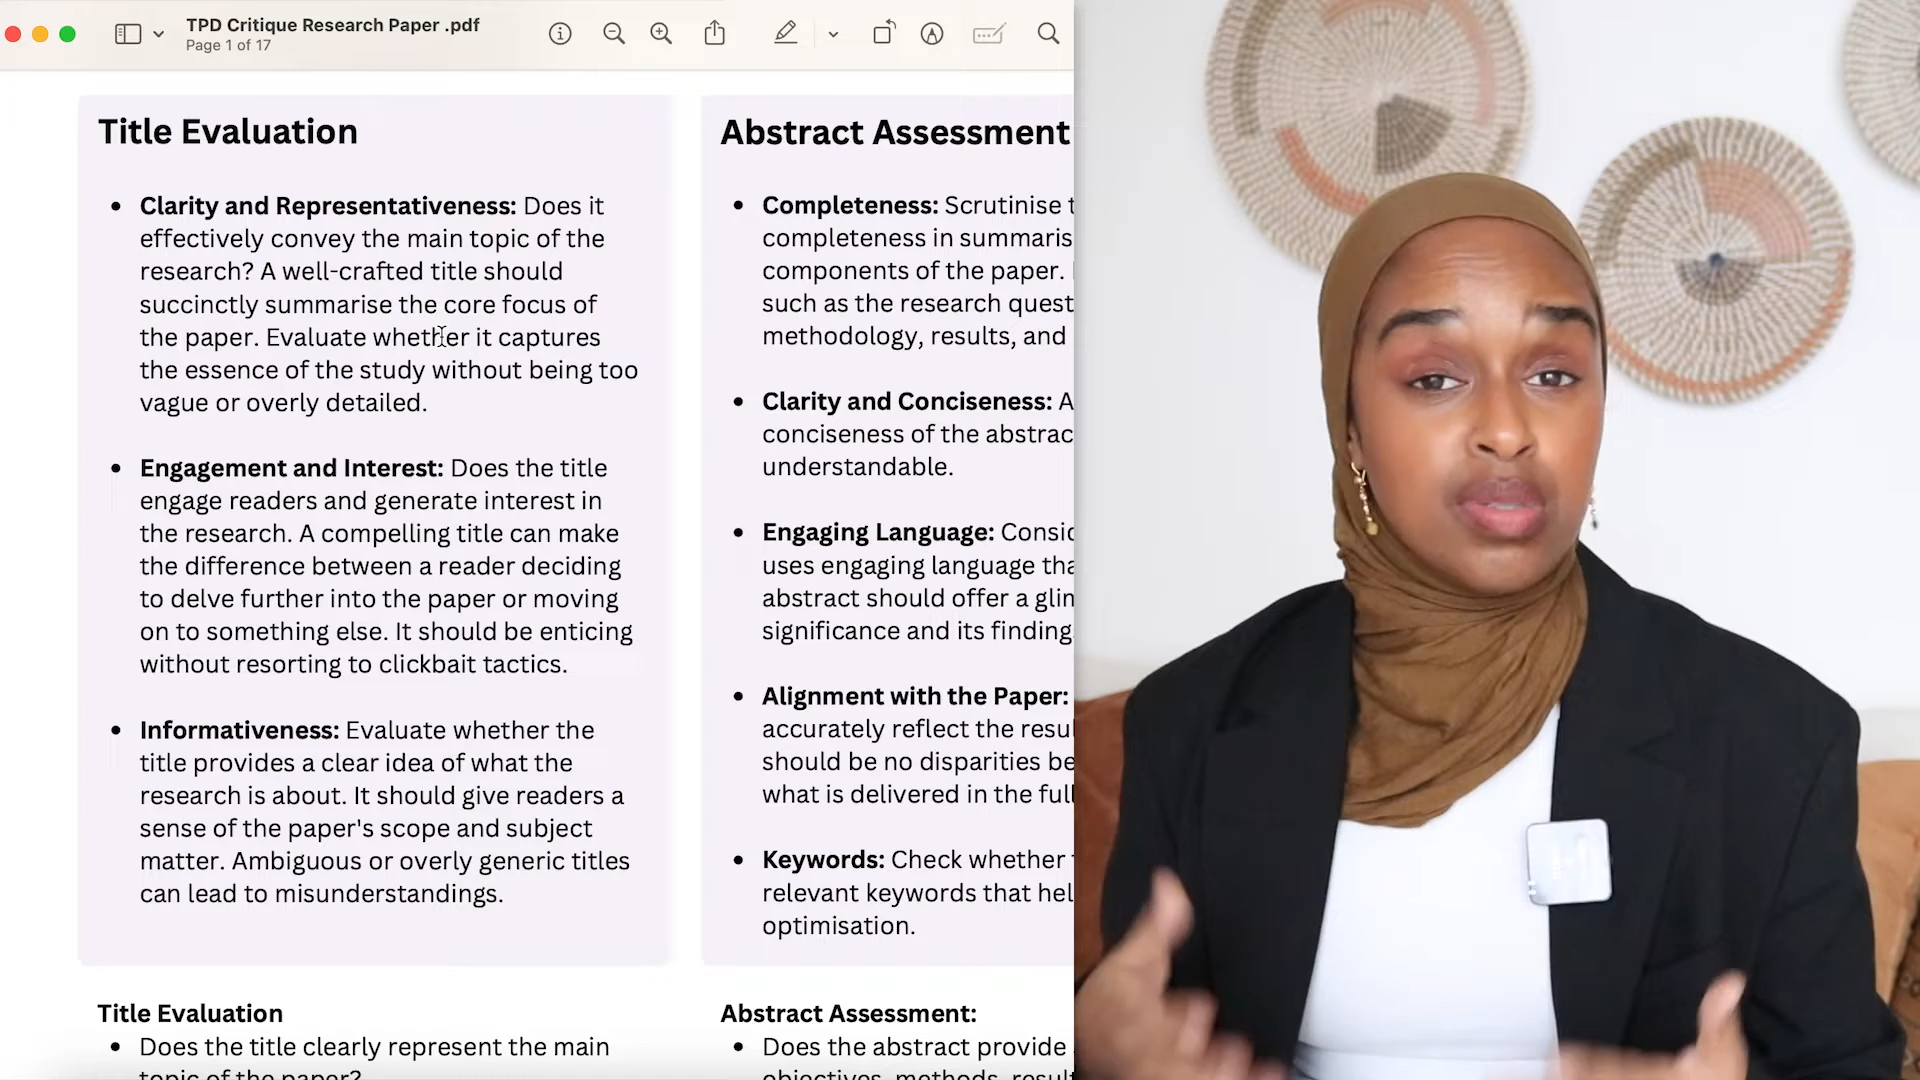 TPD Critique Research Paper .pdf
Page 1 of 17
Title Evaluation
Clarity and Representativeness: Does it
effectively convey the main topic of the
research? A well-crafted title should
succinctly summarise the core focus of
the paper. Evaluate whether it captures
the essence of the study without being too
vague or overly detailed.
Engagement and Interest: Does the title
engage readers and generate interest in
the research. A compelling title can make
the difference between a reader deciding
to delve further into the paper or moving
on to something else. It should be enticing
without resorting to clickbait tactics.
Informativeness: Evaluate whether the
title provides a clear idea of what the
research is about. It should give readers a
sense of the paper's scope and subject
matter. Ambiguous or overly generic titles
can lead to misunderstandings.
Title Evaluation
Does the title clearly represent the main
topic of the paper?
Abstract Assessment
Completeness: Scrutinise
completeness in
components of the paper.
such as the research
methodology, results, and
Clarity and Conciseness:
conciseness of the
understandable.
Engaging Language:
uses engaging language
abstract should offer a
significance and its
Alignment with the Paper:
accurately reflect the
should be no disparities
what is delivered in the
Keywords: Check whether
relevant keywords that
optimisation.
Abstract Assessment:
Does the abstract provide
objectives, methods,